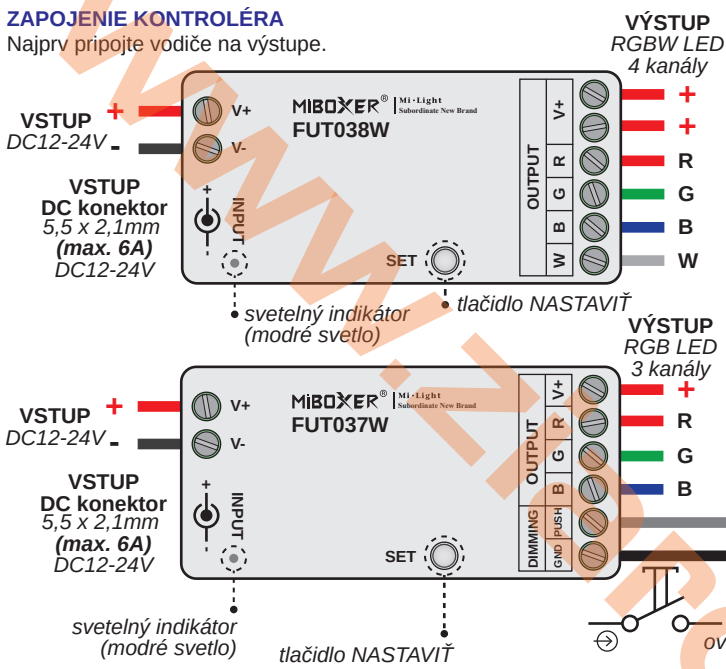 ZAPOJENIE KONTROLÉRA
Najprv pripojte vodiče na výstupe.
VÝSTUP
RGBW LED
4 kanály
VSTUP
DC12-24V
+
-
V+
V-
MiBOXER® Mi·Light
Subordinate New Brand
FUT038W
OUTPUT
V+
R
G
B
W
+
+
R
G
B
W
VSTUP
DC konektor
5,5 x 2,1mm
(max. 6A)
DC12-24V
+
-
INPUT
SET
svetelný indikátor
(modré svetlo)
tlačidlo NASTAVIŤ
VÝSTUP
RGB LED
3 kanály
VSTUP
DC12-24V
+
-
V+
V-
MiBOXER® Mi·Light
Subordinate New Brand
FUT037W
OUTPUT
V+
R
G
B
DIMMING
PUSH
GND
+
R
G
B
VSTUP
DC konektor
5,5 x 2,1mm
(max. 6A)
DC12-24V
+
-
INPUT
SET
svetelný indikátor
(modré svetlo)
tlačidlo NASTAVIŤ